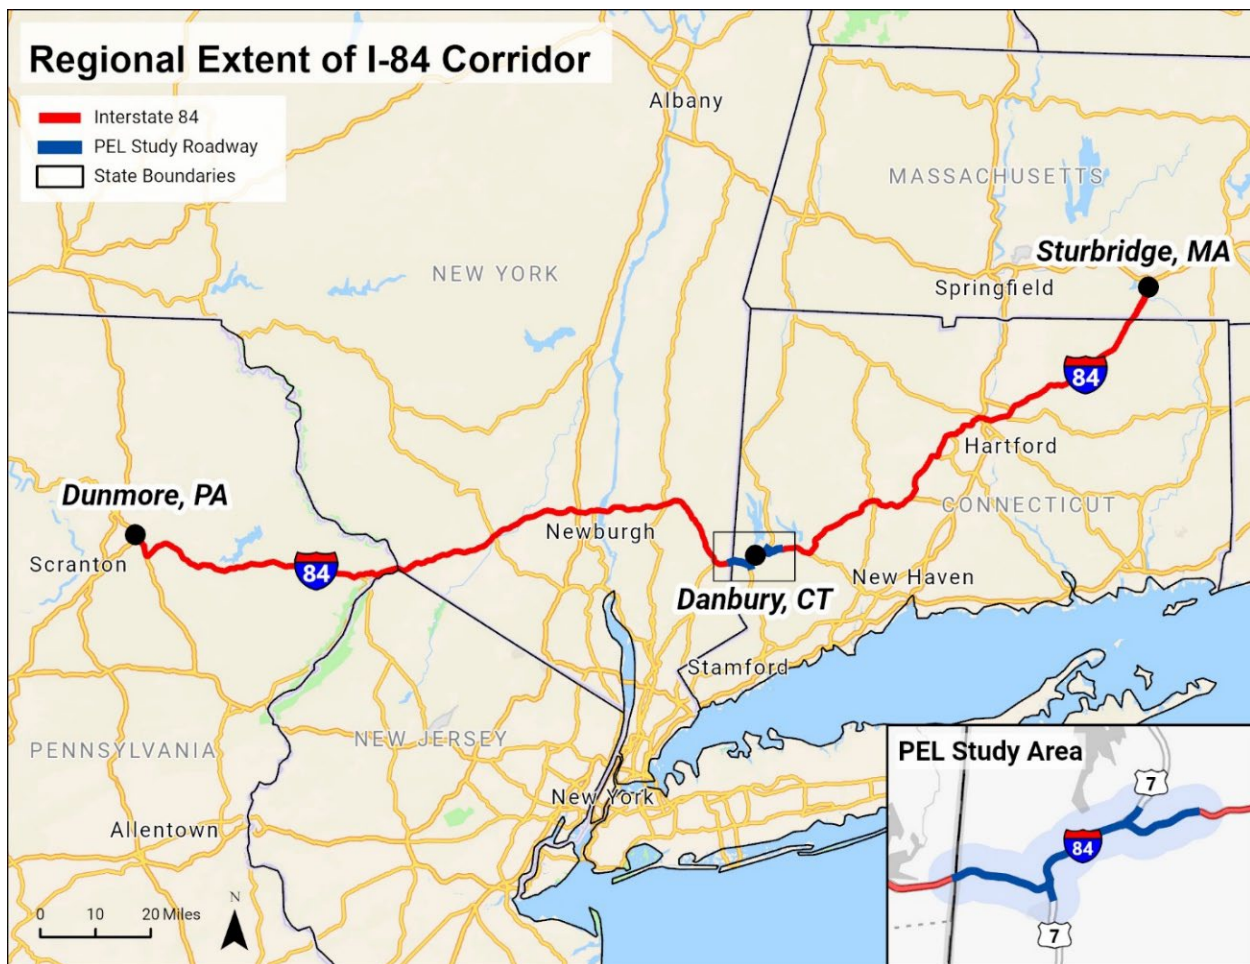 Regional Extent of I-84 Corridor
Interstate 84
PEL Study Roadway
State Boundaries
Albany
MASSACHUSETTS
Sturbridge, MA
NEW YORK
Springfield
84
Hartford
Dunmore, PA
CONNECTICUT
Newburgh
Scranton
84
New Haven
Danbury, CT
Stamford
PENNSYLVANIA
NEW JERSEY
PEL Study Area
7
New York
Allentown
84
N
0 10 20 Miles
7